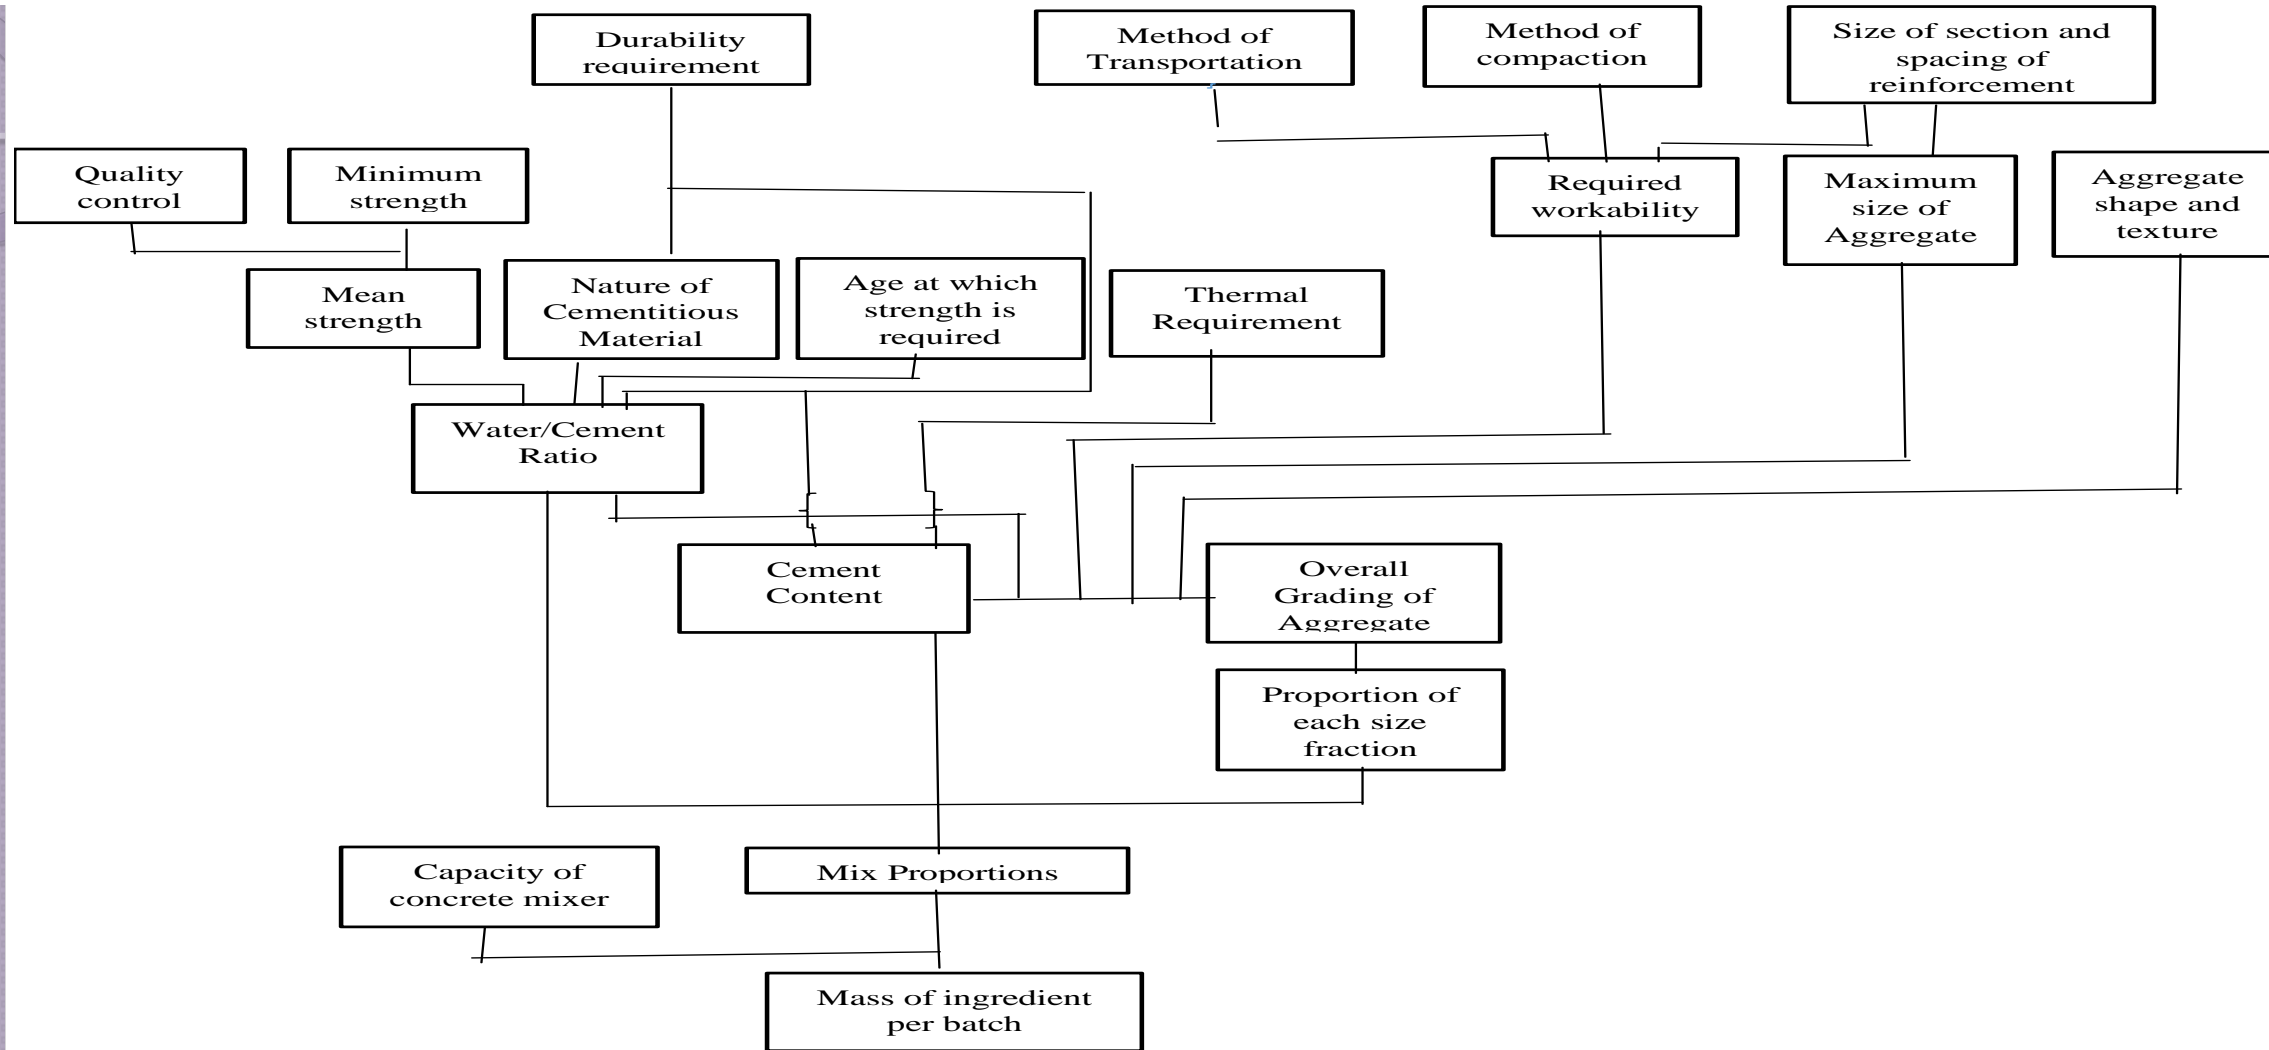 Durability
requirement
Method of
Transportation
Method of
compaction
Size of section and
spacing of
reinforcement
Quality
control
Minimum
strength
Required
workability
Maximum
size of
Aggregate
Aggregate
shape and
texture
Mean
strength
Nature of
Cementitious
Material
Age at which
strength is
required
Thermal
Requirement
Water/Cement
Ratio
Cement
Content
Overall
Grading of
Aggregate
Proportion of
each size
fraction
Capacity of
concrete mixer
Mix Proportions
Mass of ingredient
per batch